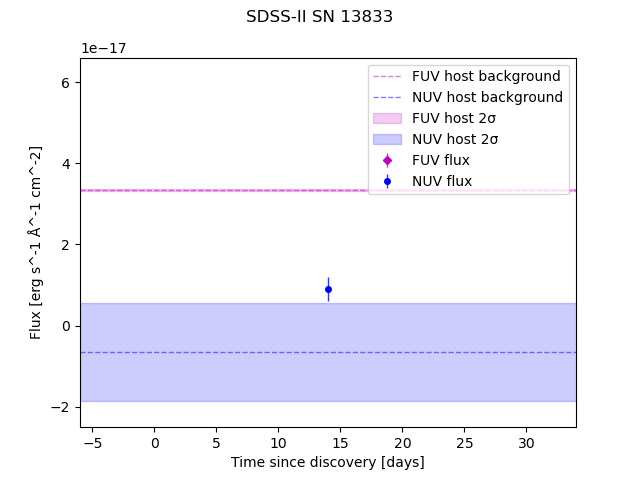 SDSS-II SN 13833
1e−17
FUV host background
NUV host background
FUV host 2σ
NUV host 2σ
FUV flux
NUV flux
6
4
2
0
−2
Flux [erg s^-1 Å^-1 cm^-2]
−5 0 5 10 15 20 25 30
Time since discovery [days]